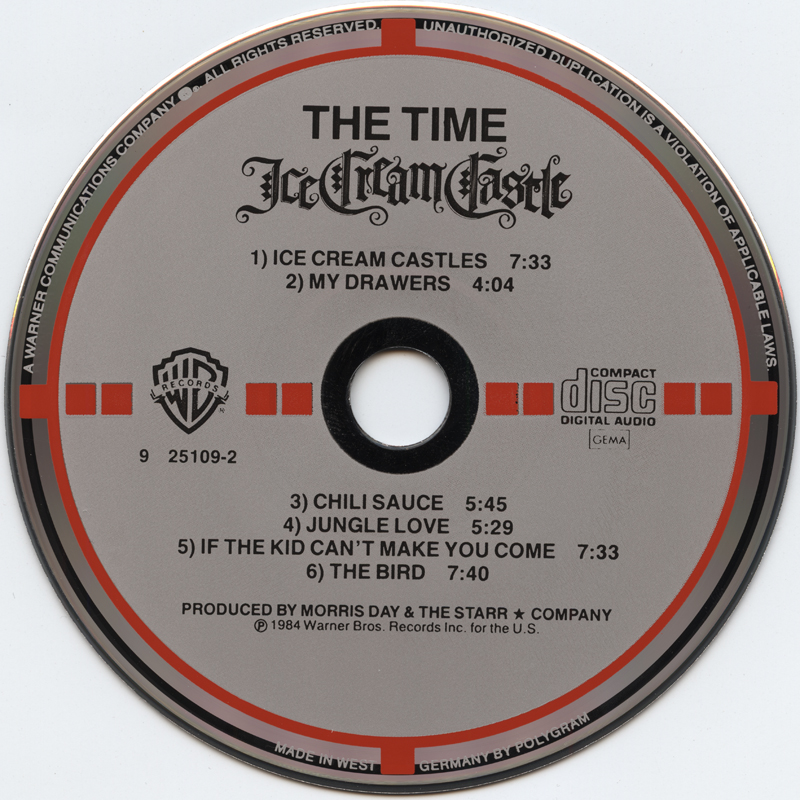 A WARNER COMMUNICATIONS COMPANY ALL RIGHTS RESERVED. UNAUTHORIZED DUPLICATION IS A VIOLATION OF APPLICABLE LAWS.
THE TIME
Ice Cream Castle
1) ICE CREAM CASTLES 7:33
2) MY DRAWERS 4:04
WB
RECORDS
COMPACT
disc
DIGITAL AUDIO
GEMA
9 25109-2
3) CHILI SAUCE 5:45
4) JUNGLE LOVE 5:29
5) IF THE KID CAN'T MAKE YOU COME 7:33
6) THE BIRD 7:40
PRODUCED BY MORRIS DAY & THE STARR ★ COMPANY
℗ 1984 Warner Bros. Records Inc. for the U.S.
MADE IN WEST GERMANY BY POLYGRAM